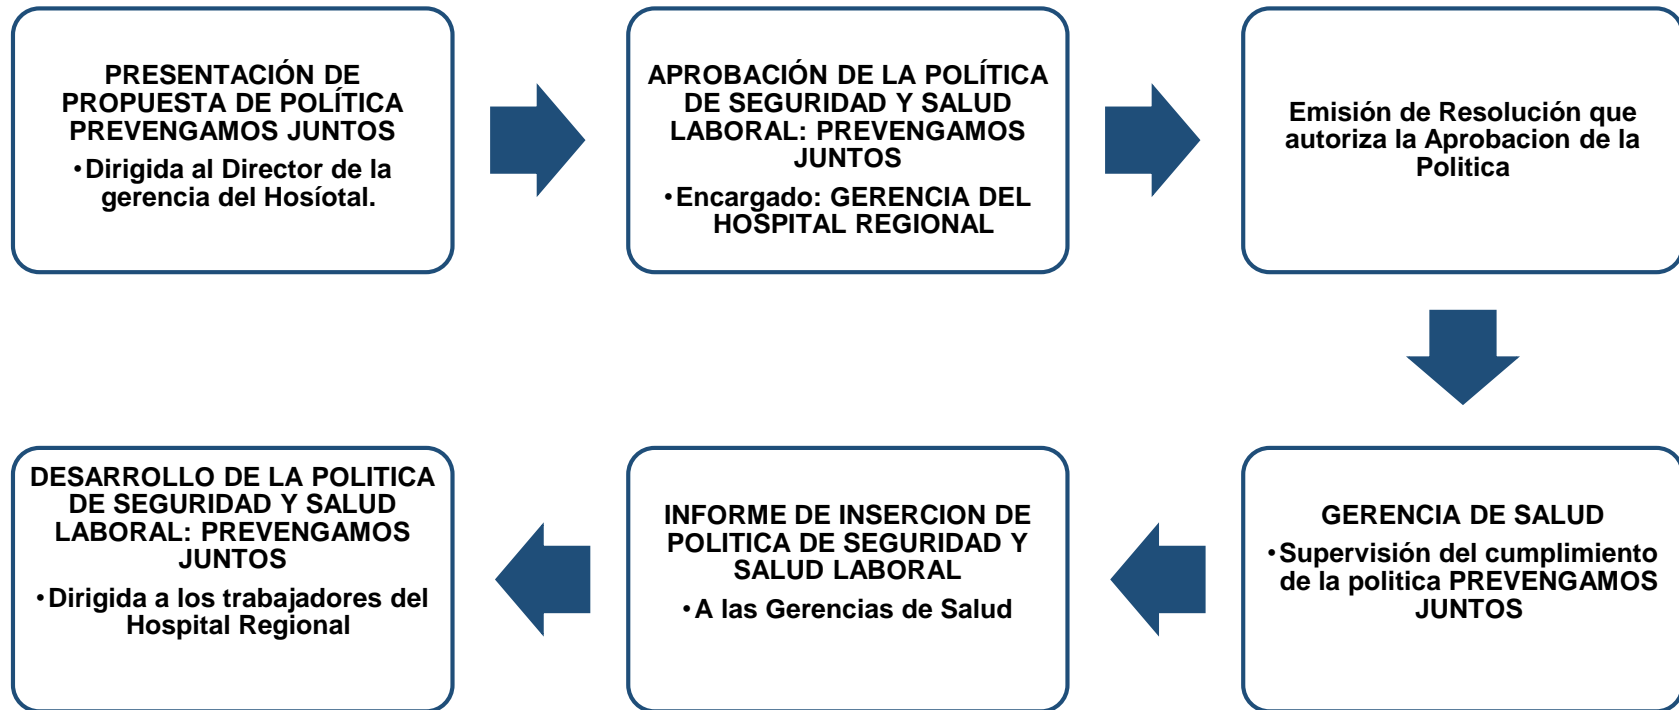 PRESENTACIÓN DE
PROPUESTA DE POLÍTICA
PREVENGAMOS JUNTOS
•Dirigida al Director de la
gerencia del Hosíotal.
APROBACIÓN DE LA POLÍTICA
DE SEGURIDAD Y SALUD
LABORAL: PREVENGAMOS
JUNTOS
•Encargado: GERENCIA DEL
HOSPITAL REGIONAL
Emisión de Resolución que
autoriza la Aprobacion de la
Politica
GERENCIA DE SALUD
•Supervisión del cumplimiento
de la politica PREVENGAMOS
JUNTOS
INFORME DE INSERCION DE
POLITICA DE SEGURIDAD Y
SALUD LABORAL
•A las Gerencias de Salud
DESARROLLO DE LA POLITICA
DE SEGURIDAD Y SALUD
LABORAL: PREVENGAMOS
JUNTOS
•Dirigida a los trabajadores del
Hospital Regional